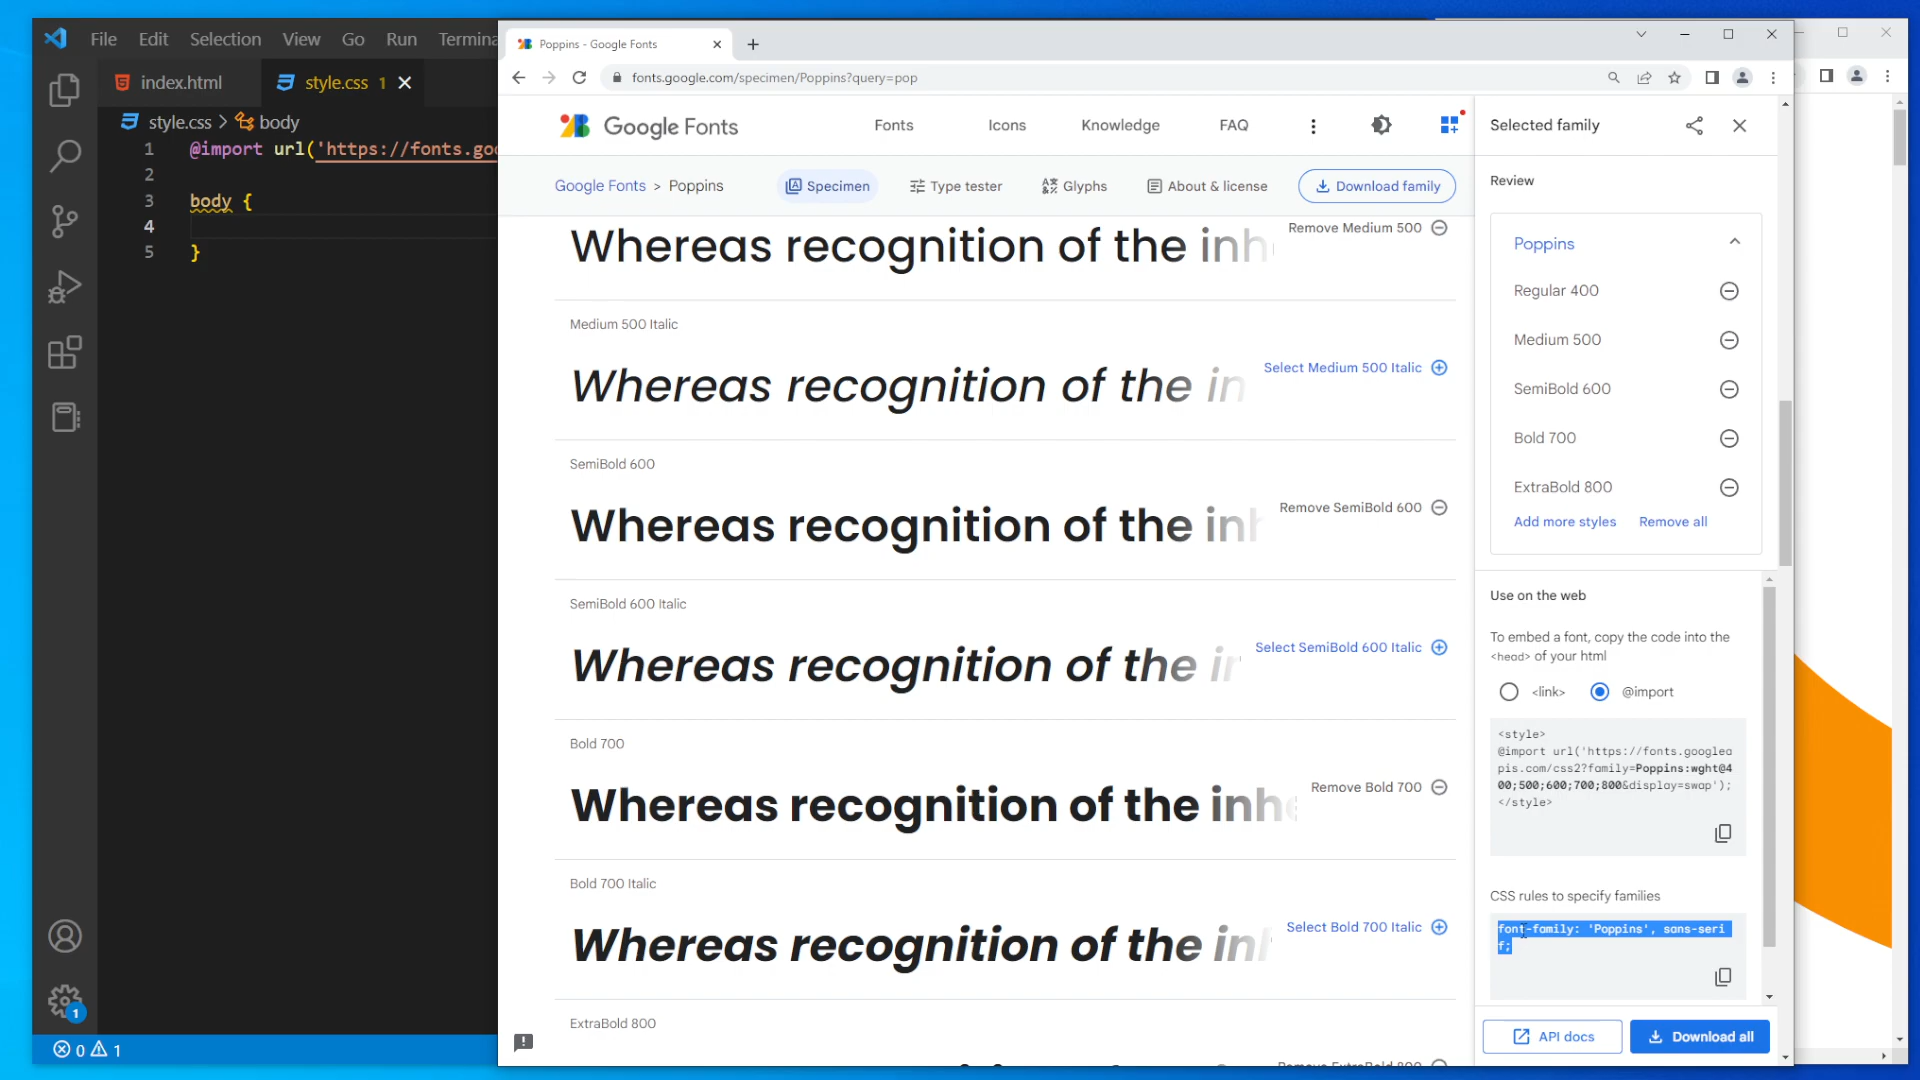 File Edit Selection View Go Run
index.html
style.css 1
style.css > body
1 @import url('https://fonts.goo
2
3 body {
4
5 }
1
0 1
Poppins - Google Fonts
fonts.google.com/specimen/Poppins?query=pop
Google Fonts
Fonts Icons Knowledge FAQ
Google Fonts > Poppins
Specimen Type tester Glyphs About & license Download family
Whereas recognition of the inh
Remove Medium 500
Medium 500 Italic
Whereas recognition of the in
Select Medium 500 Italic
SemiBold 600
Whereas recognition of the inh
Remove SemiBold 600
SemiBold 600 Italic
Whereas recognition of the in
Select SemiBold 600 Italic
Bold 700
Whereas recognition of the inhe
Remove Bold 700
Bold 700 Italic
Whereas recognition of the inh
Select Bold 700 Italic
ExtraBold 800
Remove ExtraBold 800
Selected family
Review
Poppins
Regular 400
Medium 500
SemiBold 600
Bold 700
ExtraBold 800
Add more styles Remove all
Use on the web
To embed a font, copy the code into the
<head> of your html
<link> @import
<style>
@import url('https://fonts.googlea
pis.com/css2?family=Poppins:wght@4
00;500;600;700;800&display=swap');
</style>
CSS rules to specify families
font-family: 'Poppins', sans-seri
f;
API docs Download all